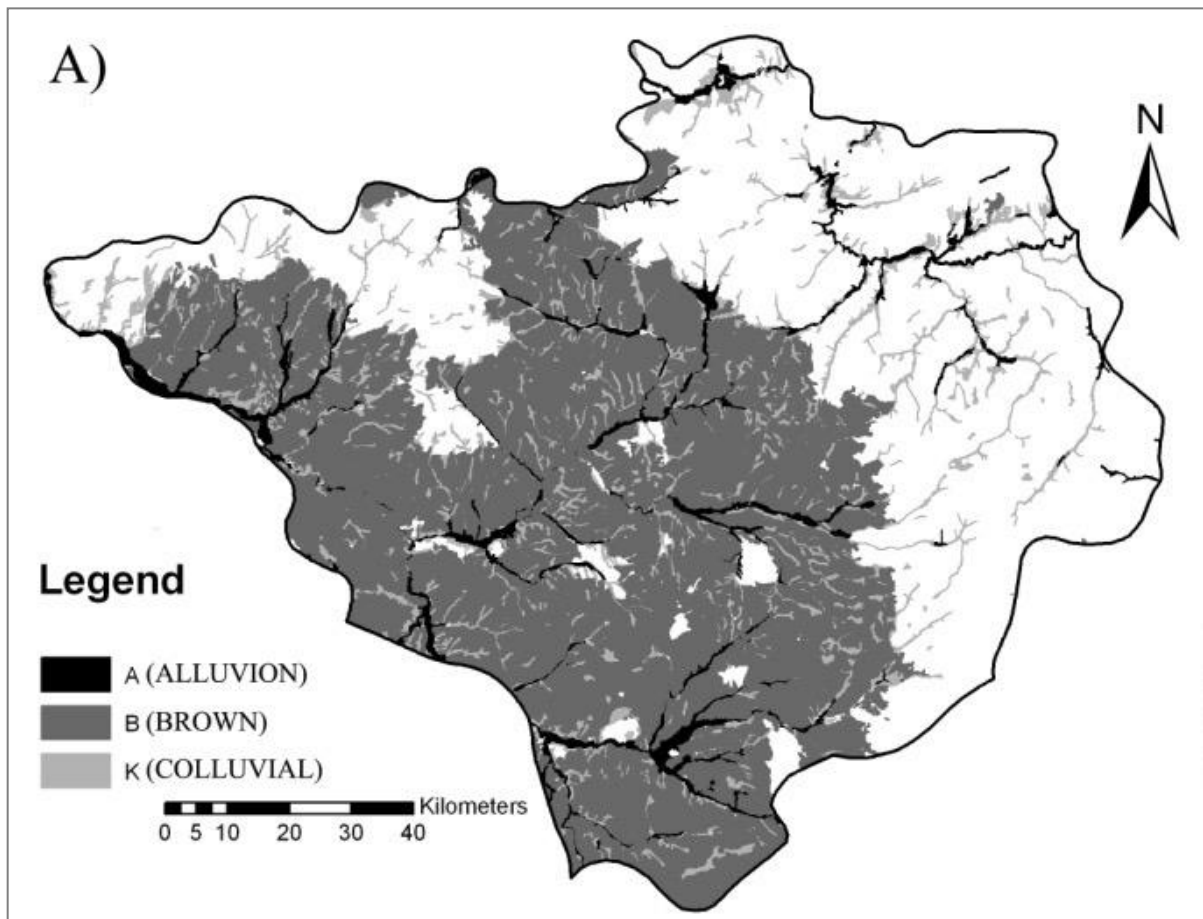 A)
N
Legend
A (ALLUVION)
B (BROWN)
K (COLLUVIAL)
Kilometers
0 5 10 20 30 40